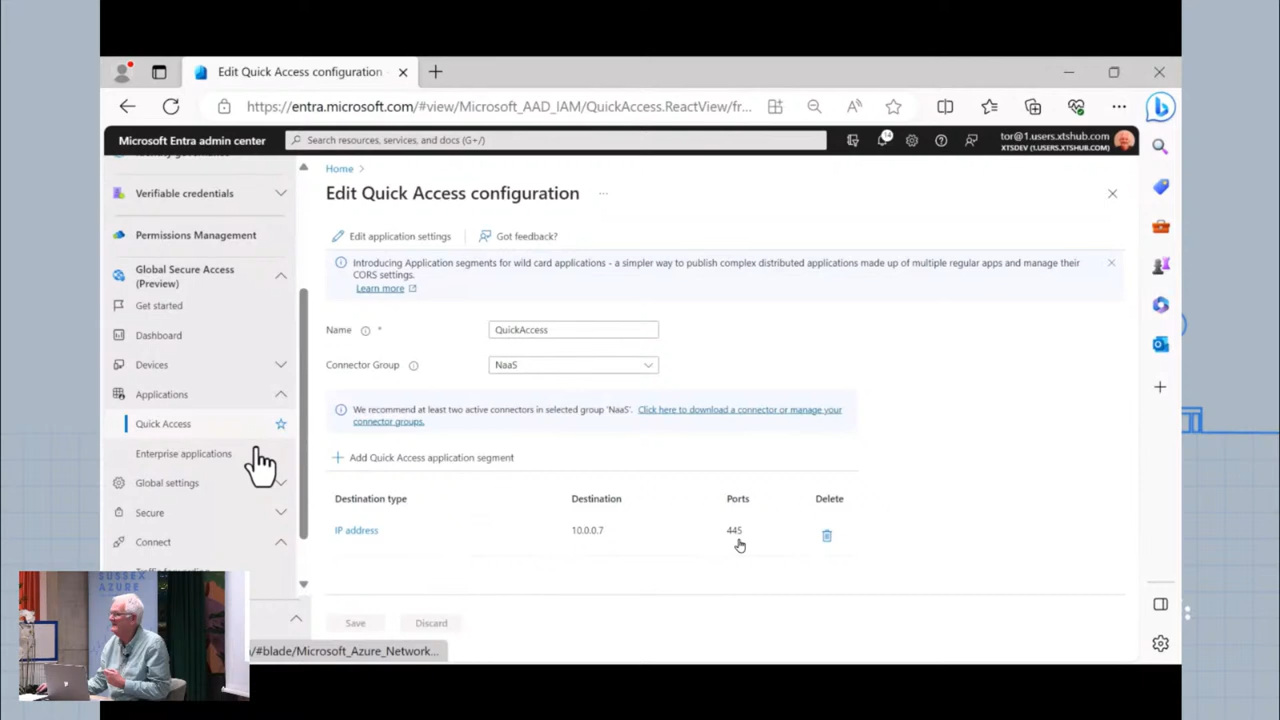 Edit Quick Access configuration
https://entra.microsoft.com/#view/Microsoft_AAD_IAM/QuickAccess.ReactView/fr...
Microsoft Entra admin center
Search resources, services, and docs (G+/)
14
tor@1.users.xtshub.com
XTSDEV (1.USERS.XTSHUB.COM)
Verifiable credentials
Permissions Management
Global Secure Access
(Preview)
Get started
Dashboard
Devices
Applications
Quick Access
Enterprise applications
Global settings
Secure
Connect
Home
Edit Quick Access configuration
Edit application settings
Got feedback?
Introducing Application segments for wild card applications - a simpler way to publish complex distributed applications made up of multiple regular apps and manage their
CORS settings.
Learn more
Name *
QuickAccess
Connector Group
NaaS
We recommend at least two active connectors in selected group 'NaaS'. Click here to download a connector or manage your
connector groups.
Add Quick Access application segment
Destination type Destination Ports Delete
IP address 10.0.0.7 445
Save Discard
/#blade/Microsoft_Azure_Network...
SUSSEX
AZURE